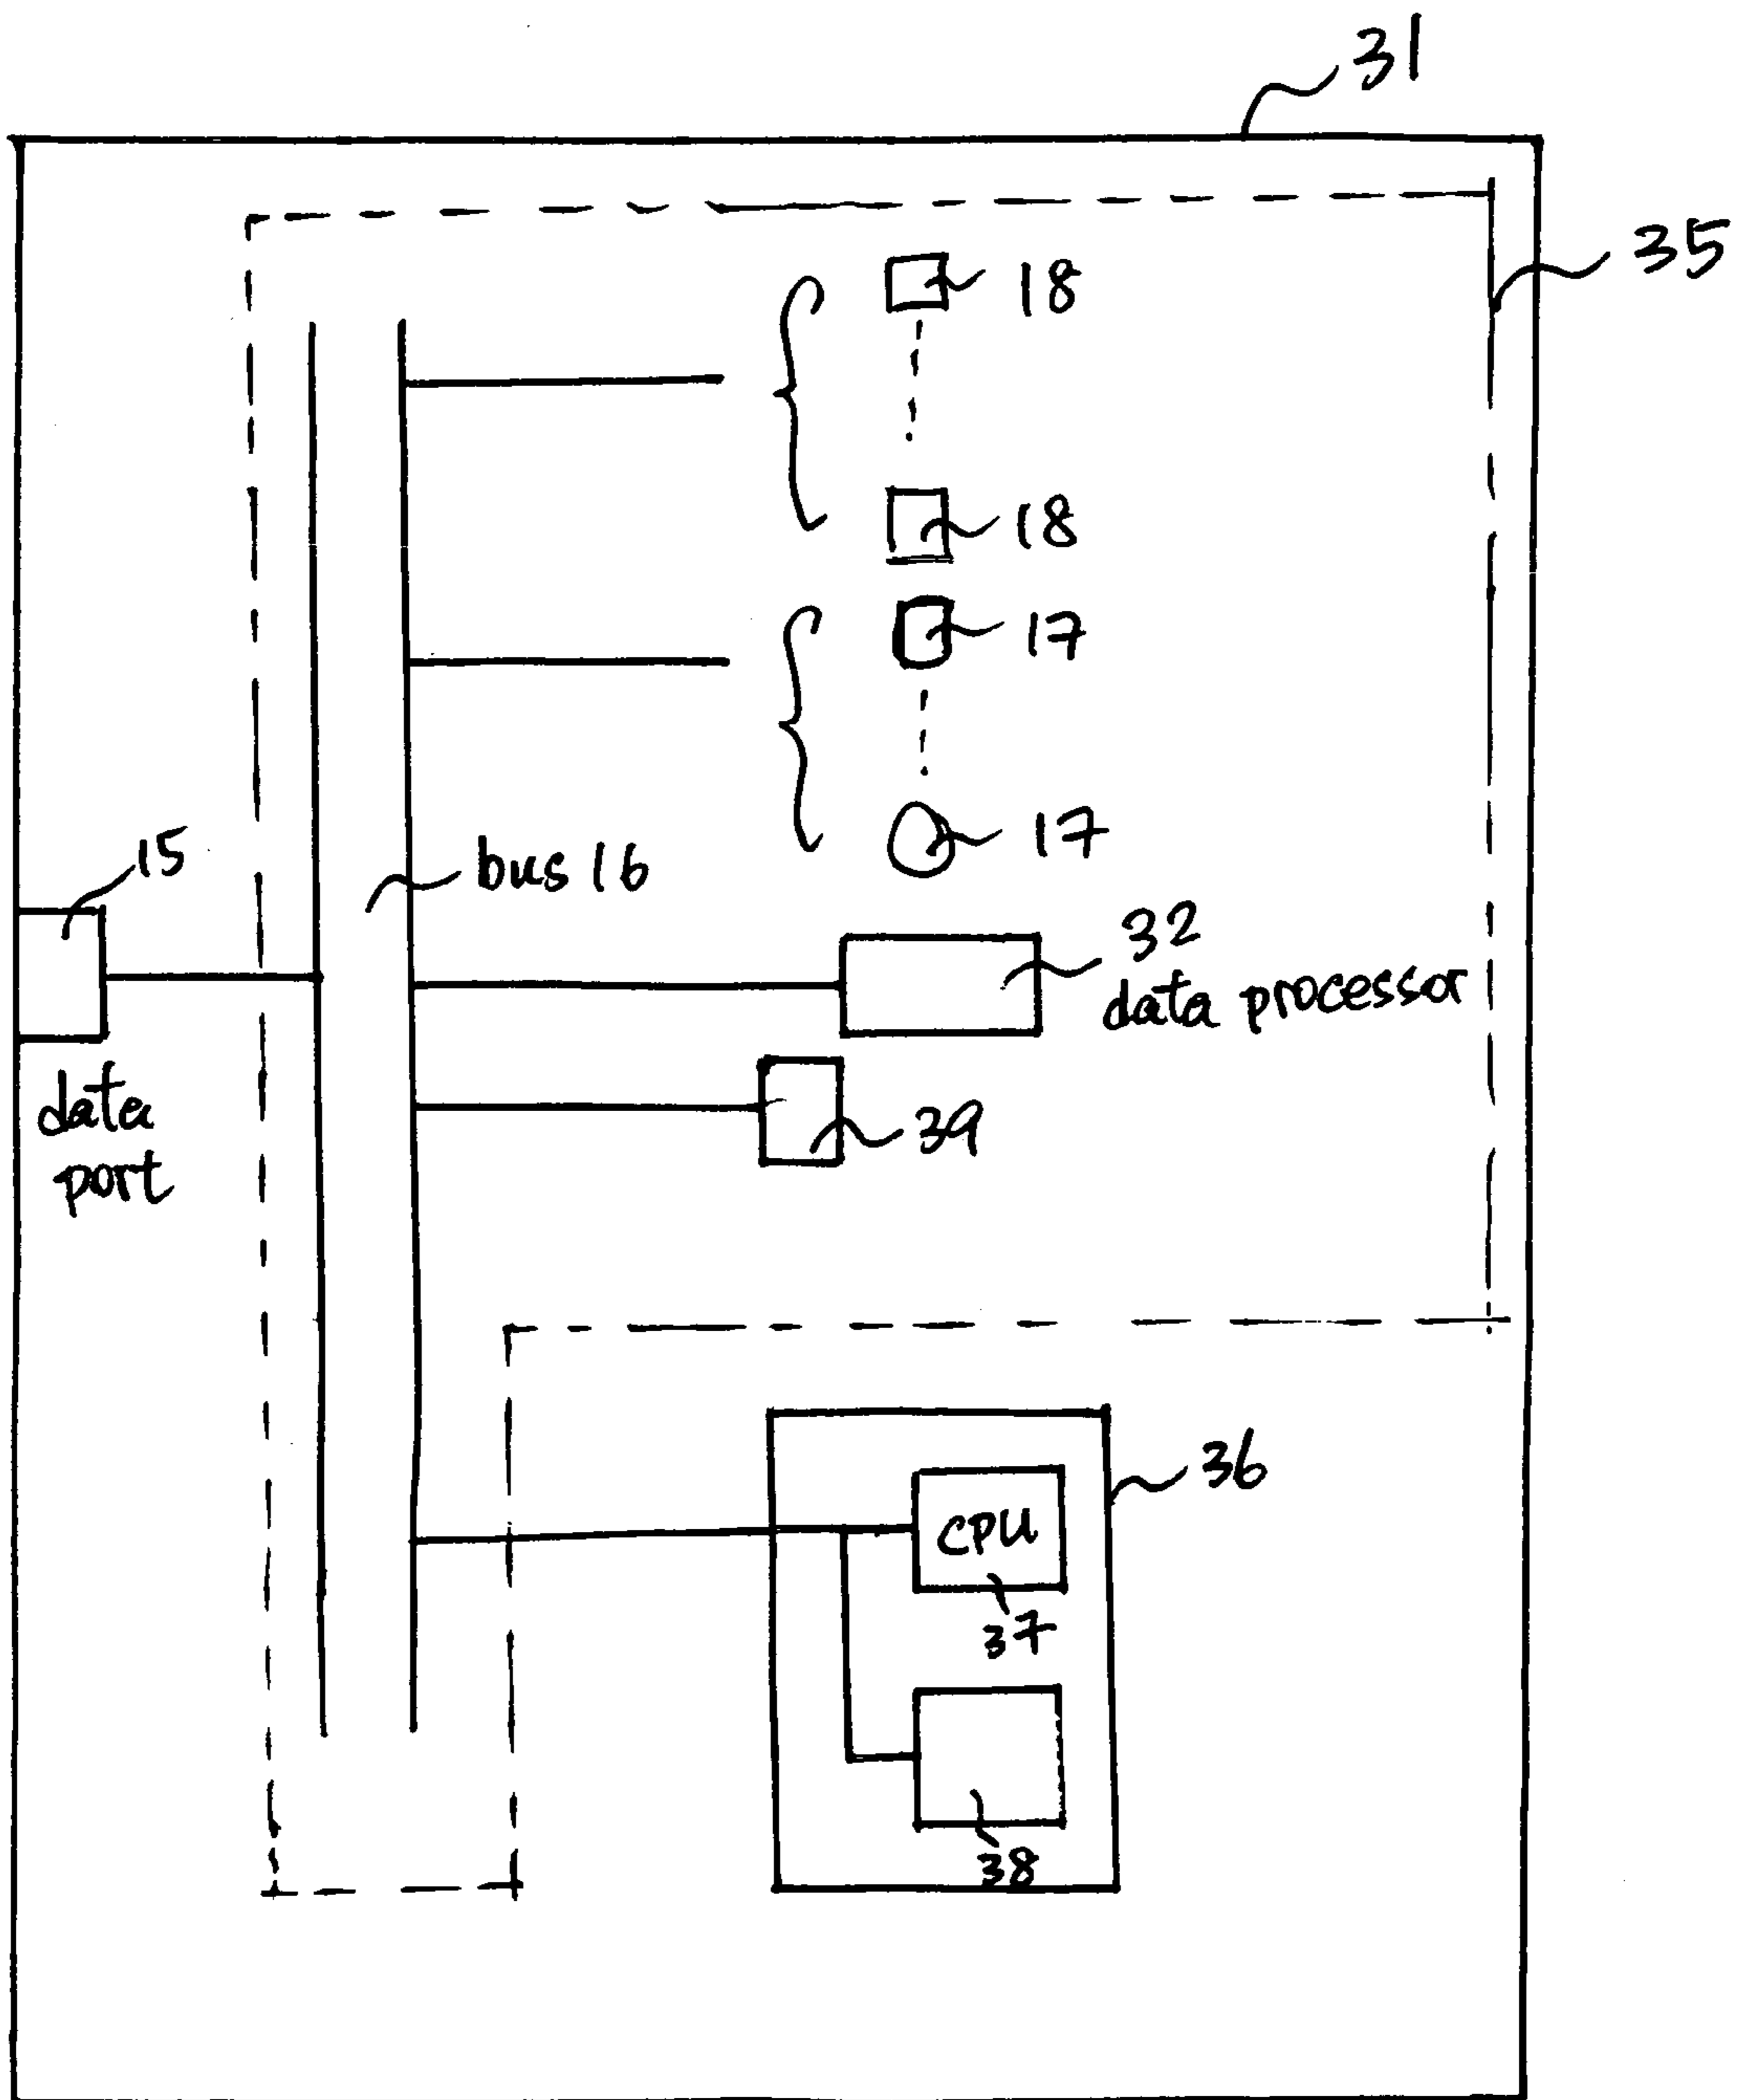 31
35
18
18
17
17
15
bus 16
32
data processor
data
port
39
36
CPU
37
38